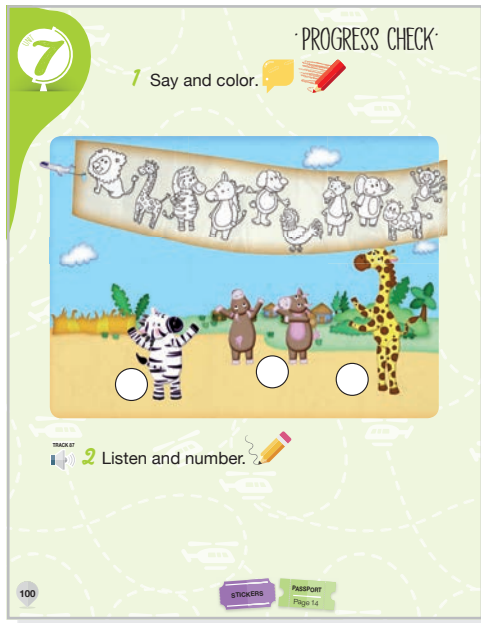 7
·PROGRESS CHECK·
1 Say and color.
TRACK 87
2 Listen and number.
100
STICKERS
PASSPORT
Page 14